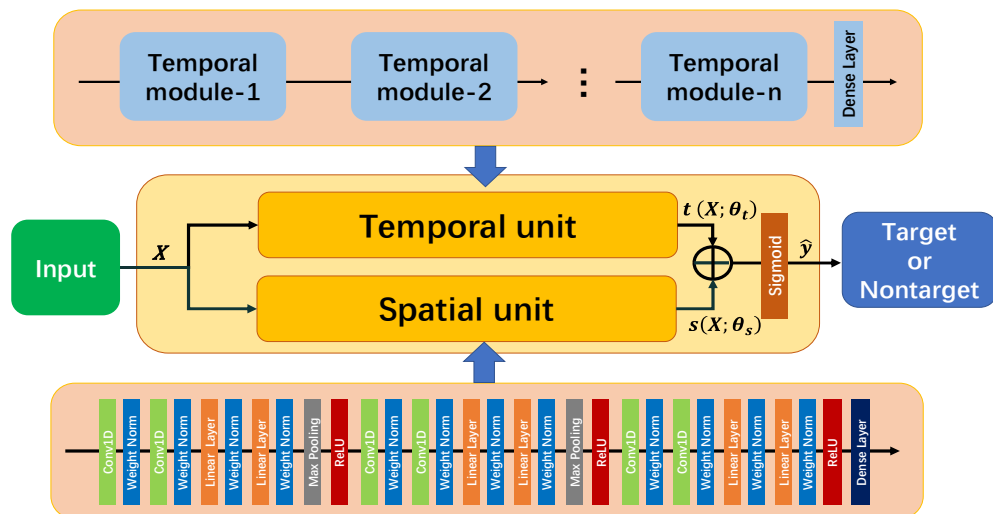 Temporal
module-1
Temporal
module-2
⋮
Temporal
module-n
Dense Layer
Input
X
Temporal unit
Spatial unit
t (X; θt)
s(X; θs)
Sigmoid
ŷ
Target
or
Nontarget
Conv1D
Weight Norm
Conv1D
Weight Norm
Linear Layer
Weight Norm
Linear Layer
Weight Norm
Max Pooling
ReLU
Conv1D
Weight Norm
Conv1D
Weight Norm
Linear Layer
Weight Norm
Linear Layer
Weight Norm
Max Pooling
ReLU
Conv1D
Weight Norm
Conv1D
Weight Norm
Linear Layer
Weight Norm
Linear Layer
Weight Norm
ReLU
Dense Layer